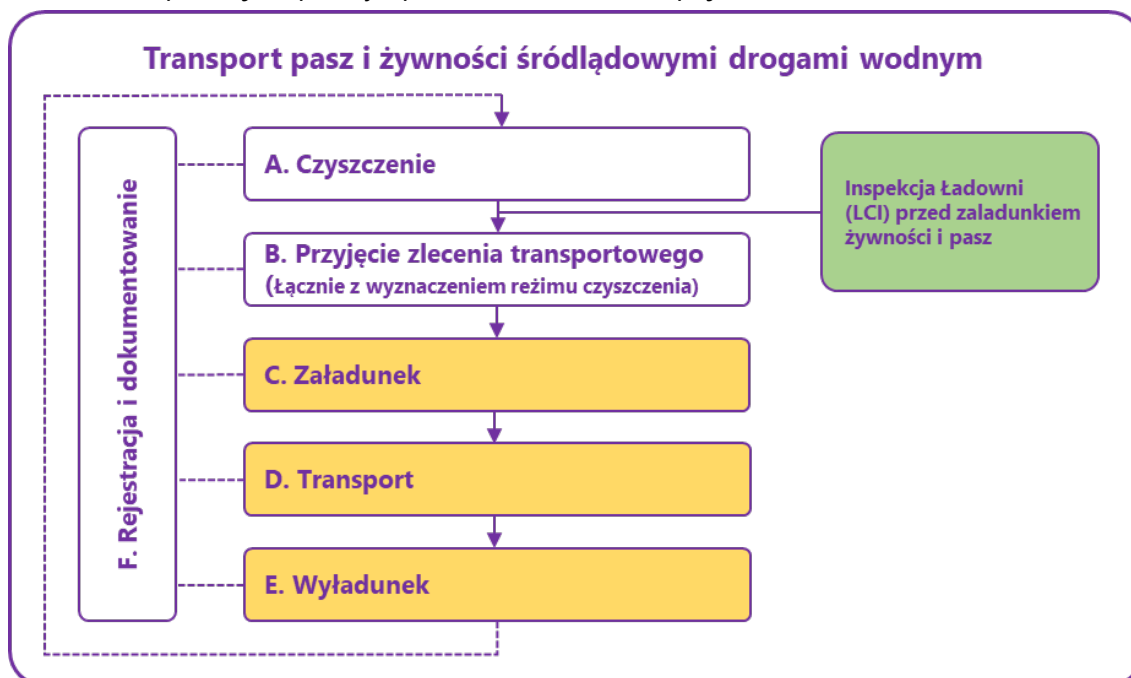 Transport pasz i żywności śródlądowymi drogami wodnym
A. Czyszczenie
Inspekcja Ładowni
(LCI) przed zaladunkiem
żywności i pasz
B. Przyjęcie zlecenia transportowego
(Łącznie z wyznaczeniem reżimu czyszczenia)
C. Załadunek
D. Transport
E. Wyładunek
F. Rejestracja i dokumentowanie